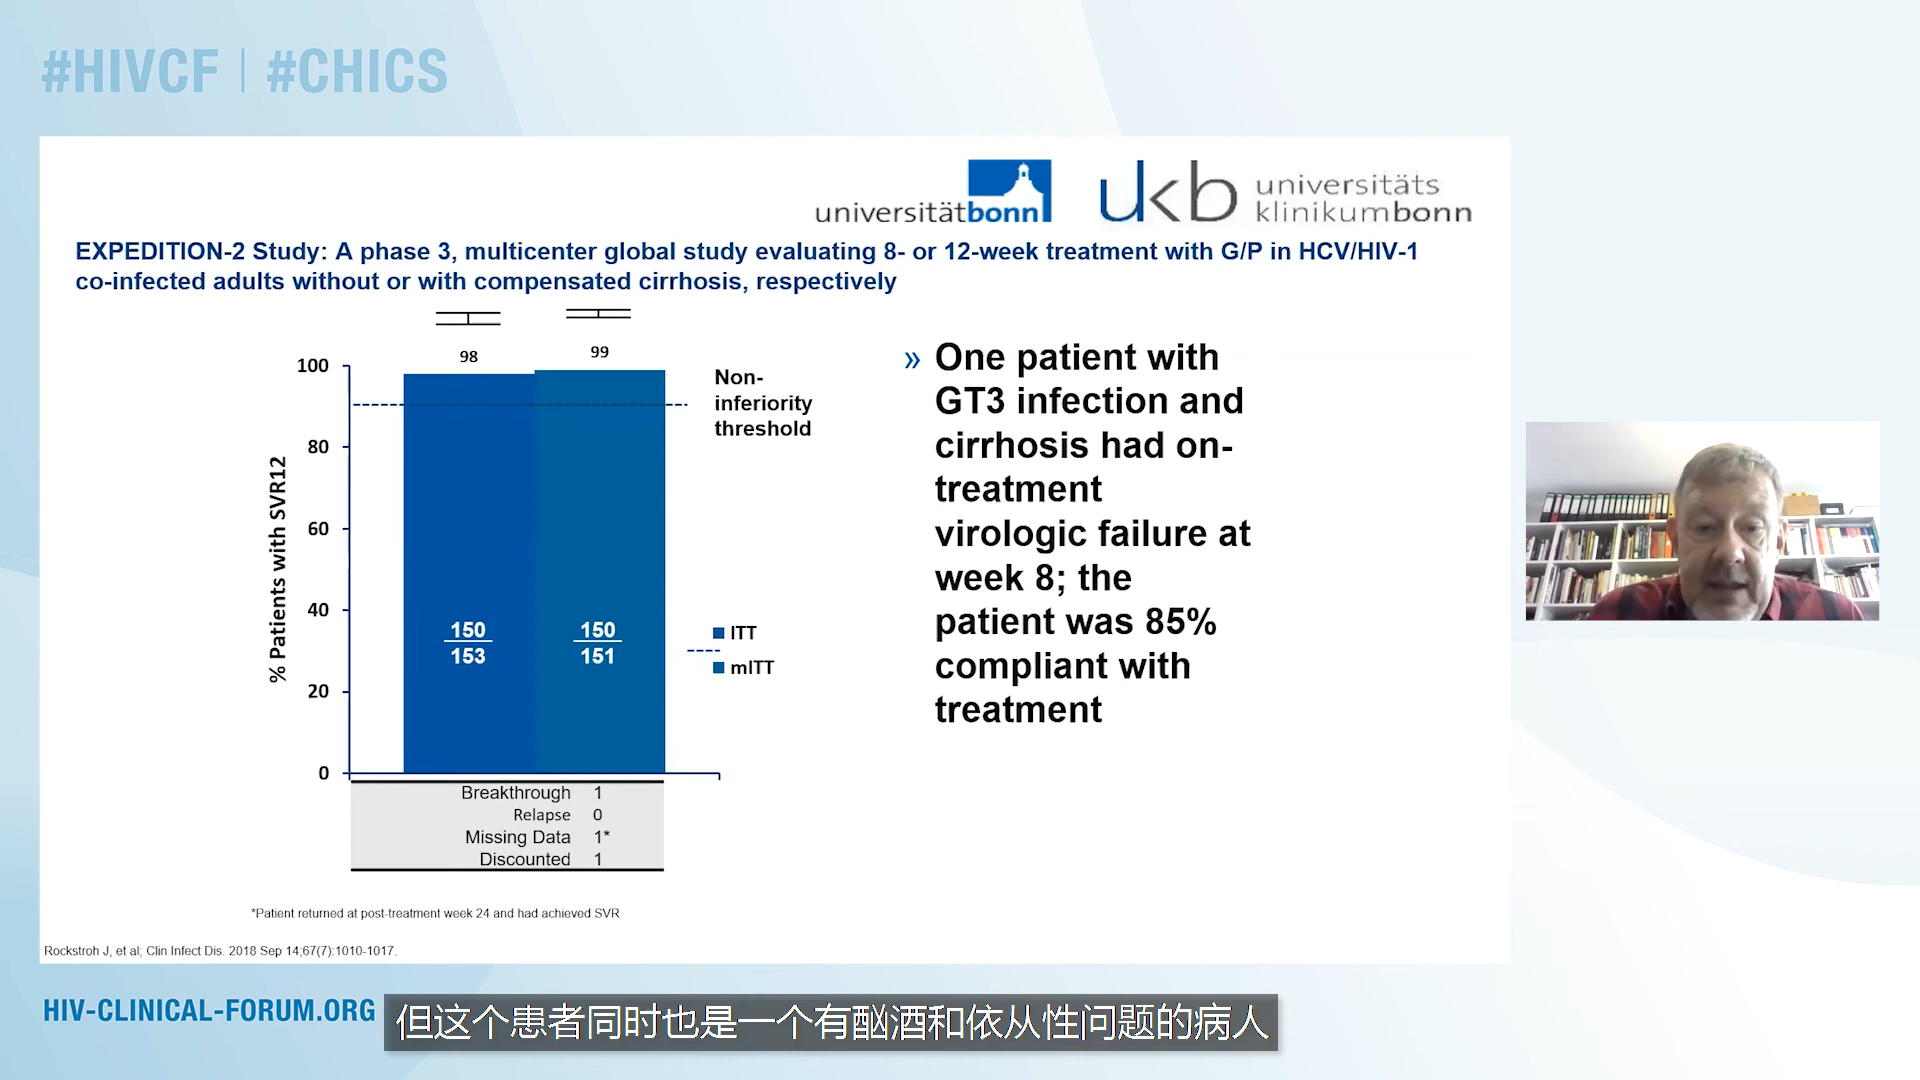 #HIVCF | #CHICS
universitätbonn
ukb universitäts
klinikumbonn
EXPEDITION-2 Study: A phase 3, multicenter global study evaluating 8- or 12-week treatment with G/P in HCV/HIV-1
co-infected adults without or with compensated cirrhosis, respectively
% Patients with SVR12
100
80
60
40
20
0
98
99
150
153
150
151
Non-
inferiority
threshold
ITT
mITT
Breakthrough 1
Relapse 0
Missing Data 1*
Discounted 1
*Patient returned at post-treatment week 24 and had achieved SVR
» One patient with
GT3 infection and
cirrhosis had on-
treatment
virologic failure at
week 8; the
patient was 85%
compliant with
treatment
Rockstroh J, et al; Clin Infect Dis. 2018 Sep 14;67(7):1010-1017.
HIV-CLINICAL-FORUM.ORG
但这个患者同时也是一个有酗酒和依从性问题的病人